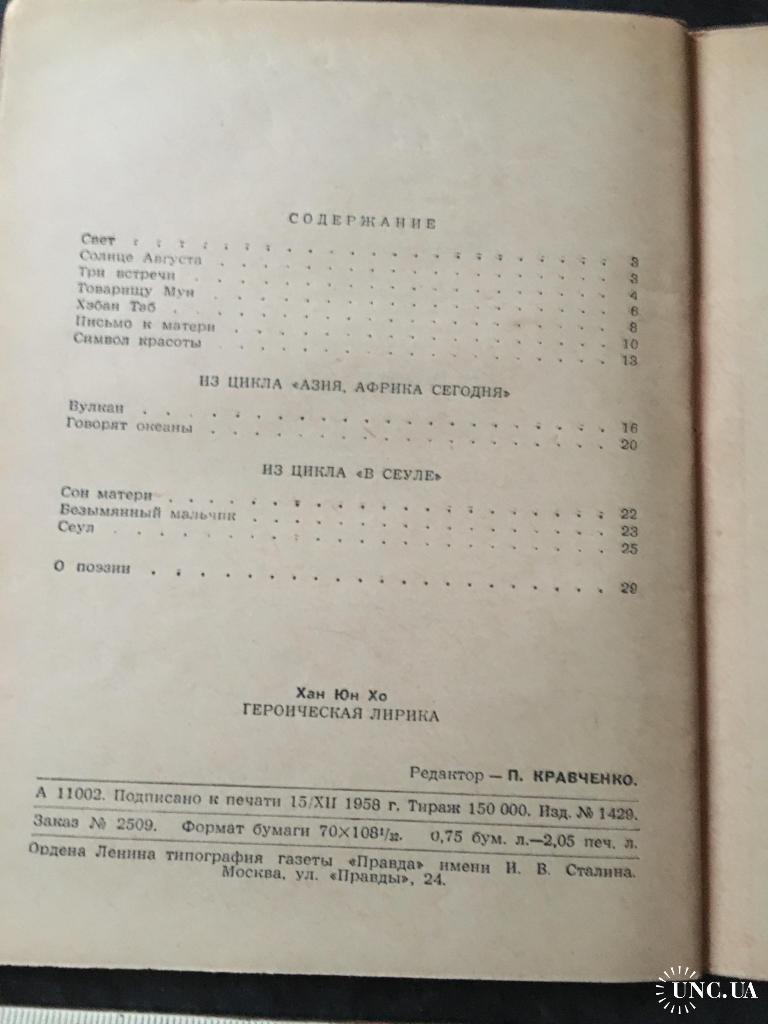 СОДЕРЖАНИЕ
Свет . . . . . . . . . . . . . . . . . . . 3
Солнце Августа . . . . . . . . . . . . . . . 3
Три встречи . . . . . . . . . . . . . . . . 4
Товарищу Мун . . . . . . . . . . . . . . . 6
Хэбан Таб . . . . . . . . . . . . . . . . . 8
Письмо к матери . . . . . . . . . . . . . . 10
Символ красоты . . . . . . . . . . . . . . 13
ИЗ ЦИКЛА «АЗИЯ, АФРИКА СЕГОДНЯ»
Вулкан . . . . . . . . . . . . . . . . . . 16
Говорят океаны . . . . . . . . . . . . . . . 20
ИЗ ЦИКЛА «В СЕУЛЕ»
Сон матери . . . . . . . . . . . . . . . . 22
Безымянный мальчик . . . . . . . . . . . . . 23
Сеул . . . . . . . . . . . . . . . . . . . 25
О поэзии . . . . . . . . . . . . . . . . . 29
Хан Юн Хо
ГЕРОИЧЕСКАЯ ЛИРИКА
Редактор — П. КРАВЧЕНКО.
А 11002. Подписано к печати 15/XII 1958 г. Тираж 150 000. Изд. № 1429.
Заказ № 2509. Формат бумаги 70×108¹/₃₂. 0,75 бум. л.—2,05 печ. л.
Ордена Ленина типография газеты «Правда» имени И. В. Сталина.
Москва, ул. «Правды», 24.
UNC.UA